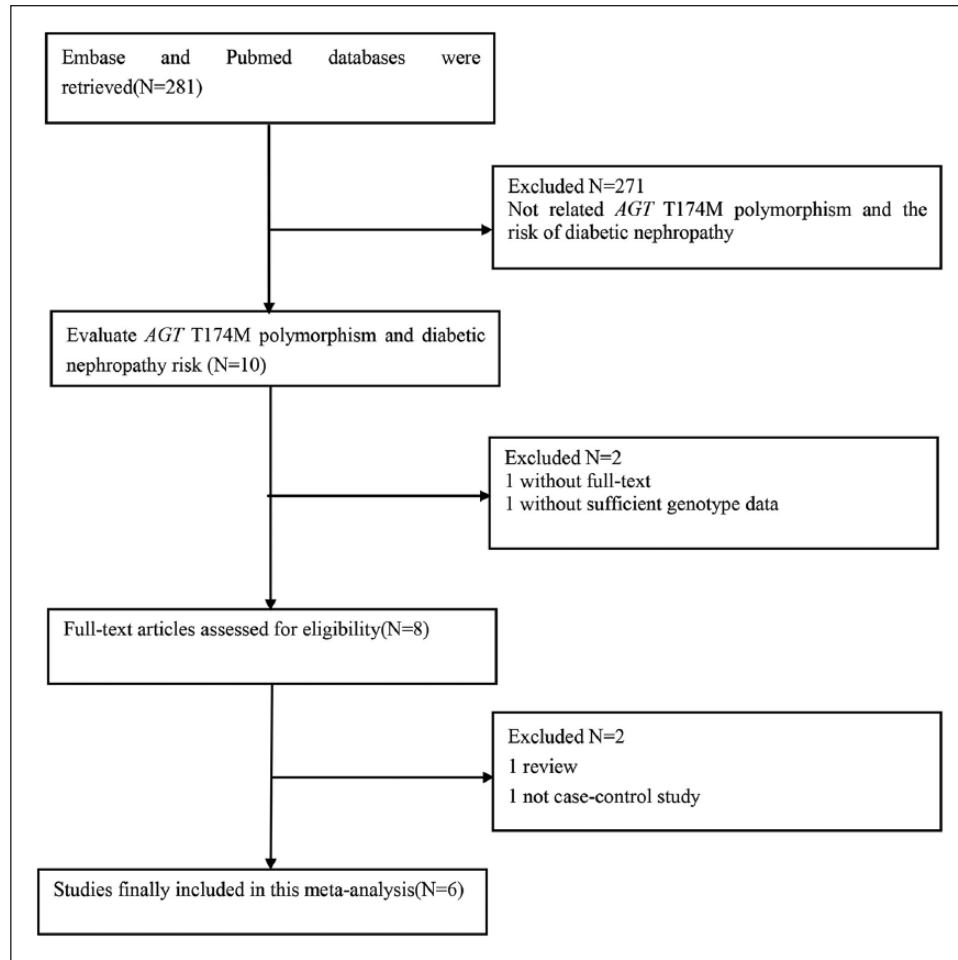 Embase and Pubmed databases were
retrieved(N=281)
Excluded N=271
Not related AGT T174M polymorphism and the
risk of diabetic nephropathy
Evaluate AGT T174M polymorphism and diabetic
nephropathy risk (N=10)
Excluded N=2
1 without full-text
1 without sufficient genotype data
Full-text articles assessed for eligibility(N=8)
Excluded N=2
1 review
1 not case-control study
Studies finally included in this meta-analysis(N=6)